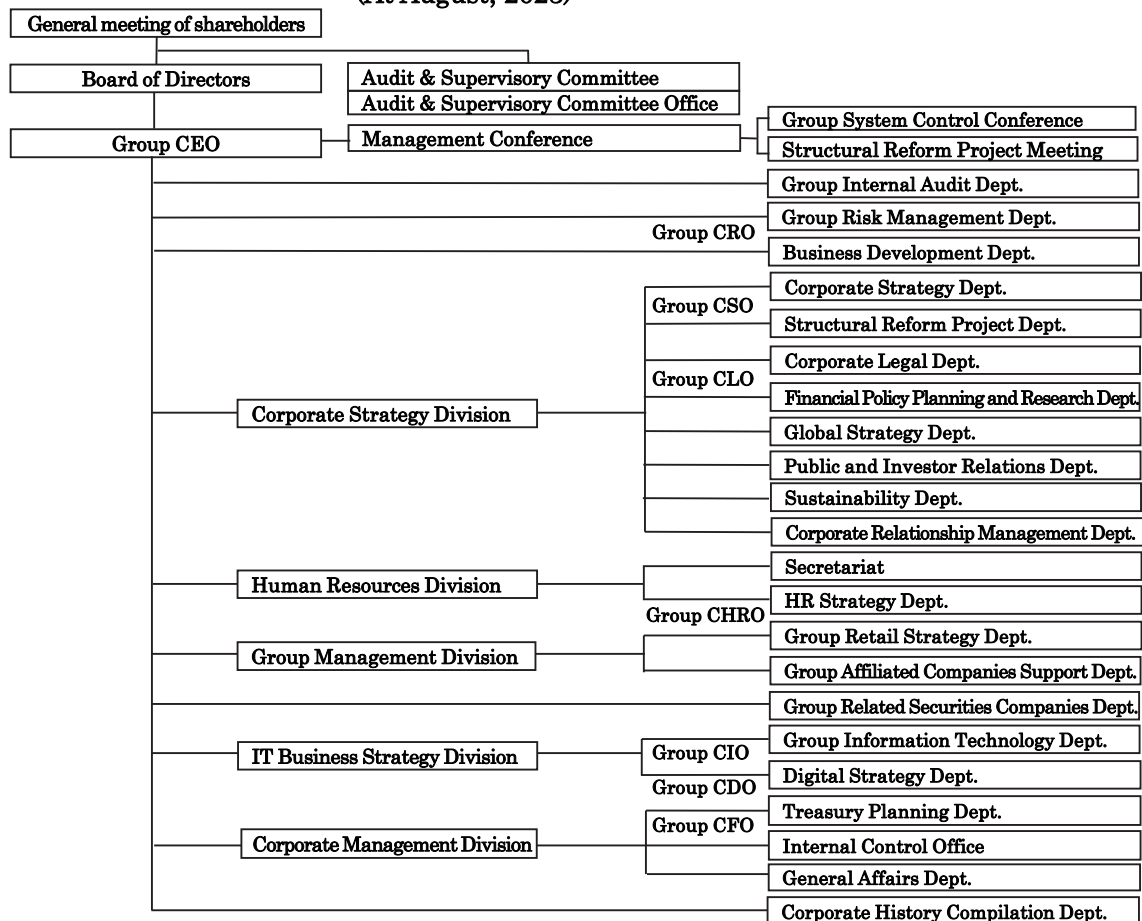 (At August, 2023)
General meeting of shareholders
Board of Directors
Audit & Supervisory Committee
Audit & Supervisory Committee Office
Group CEO
Management Conference
Group System Control Conference
Structural Reform Project Meeting
Group Internal Audit Dept.
Group Risk Management Dept.
Group CRO
Business Development Dept.
Corporate Strategy Dept.
Group CSO
Structural Reform Project Dept.
Corporate Legal Dept.
Group CLO
Financial Policy Planning and Research Dept.
Corporate Strategy Division
Global Strategy Dept.
Public and Investor Relations Dept.
Sustainability Dept.
Corporate Relationship Management Dept.
Secretariat
Human Resources Division
HR Strategy Dept.
Group CHRO
Group Retail Strategy Dept.
Group Management Division
Group Affiliated Companies Support Dept.
Group Related Securities Companies Dept.
Group Information Technology Dept.
IT Business Strategy Division
Group CIO
Digital Strategy Dept.
Group CDO
Treasury Planning Dept.
Group CFO
Corporate Management Division
Internal Control Office
General Affairs Dept.
Corporate History Compilation Dept.